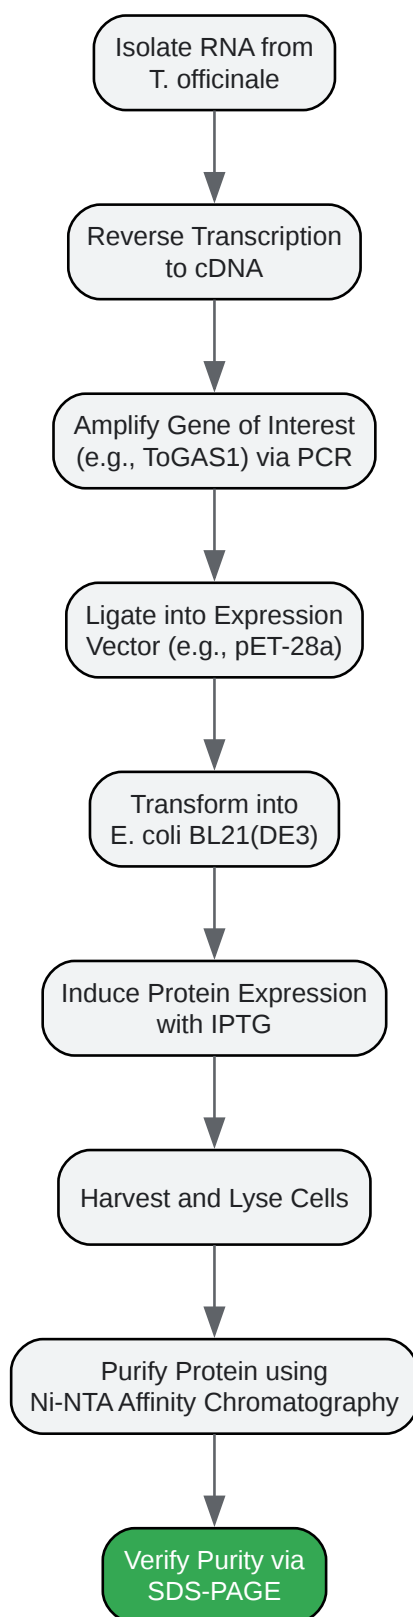 Isolate RNA from
T. officinale
Reverse Transcription
to cDNA
Amplify Gene of Interest
(e.g., ToGAS1) via PCR
Ligate into Expression
Vector (e.g., pET-28a)
Transform into
E. coli BL21(DE3)
Induce Protein Expression
with IPTG
Harvest and Lyse Cells
Purify Protein using
Ni-NTA Affinity Chromatography
Verify Purity via
SDS-PAGE